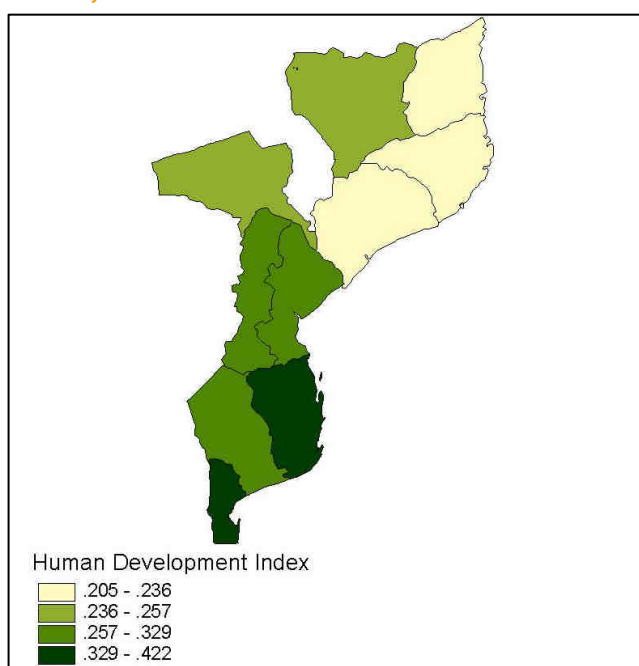 Human Development Index
.205 - .236
.236 - .257
.257 - .329
.329 - .422